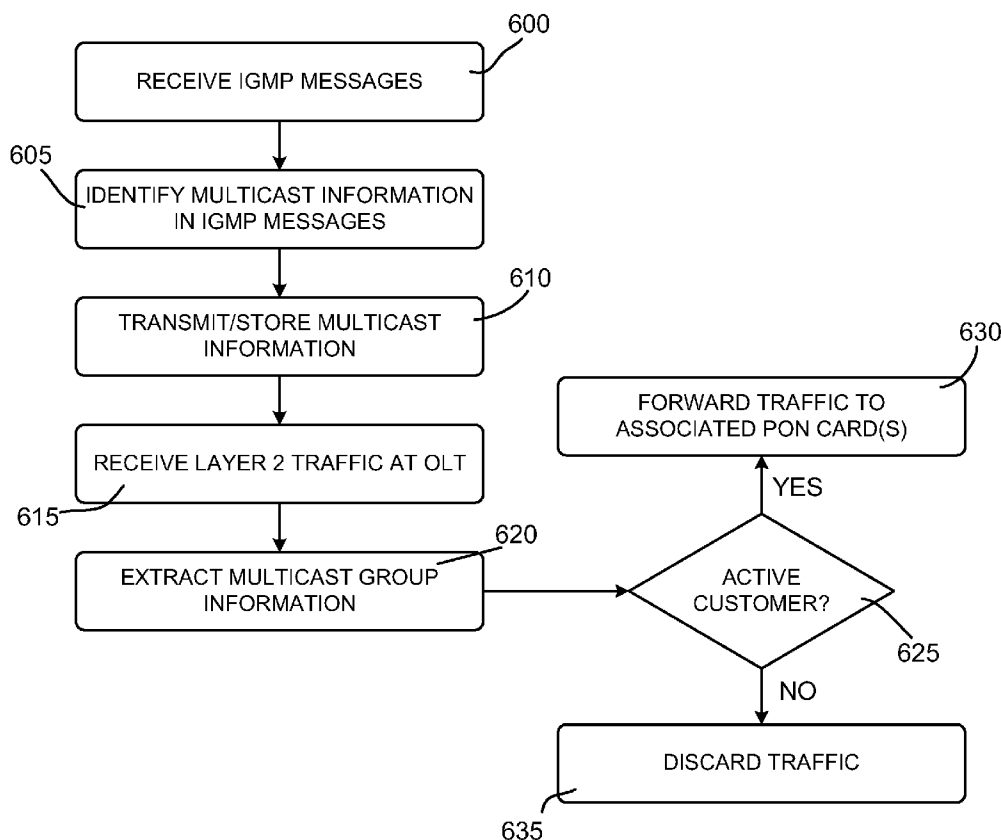 600
RECEIVE IGMP MESSAGES
605
IDENTIFY MULTICAST INFORMATION
IN IGMP MESSAGES
610
TRANSMIT/STORE MULTICAST
INFORMATION
630
FORWARD TRAFFIC TO
ASSOCIATED PON CARD(S)
RECEIVE LAYER 2 TRAFFIC AT OLT
615
YES
620
EXTRACT MULTICAST GROUP
INFORMATION
ACTIVE
CUSTOMER?
625
NO
DISCARD TRAFFIC
635